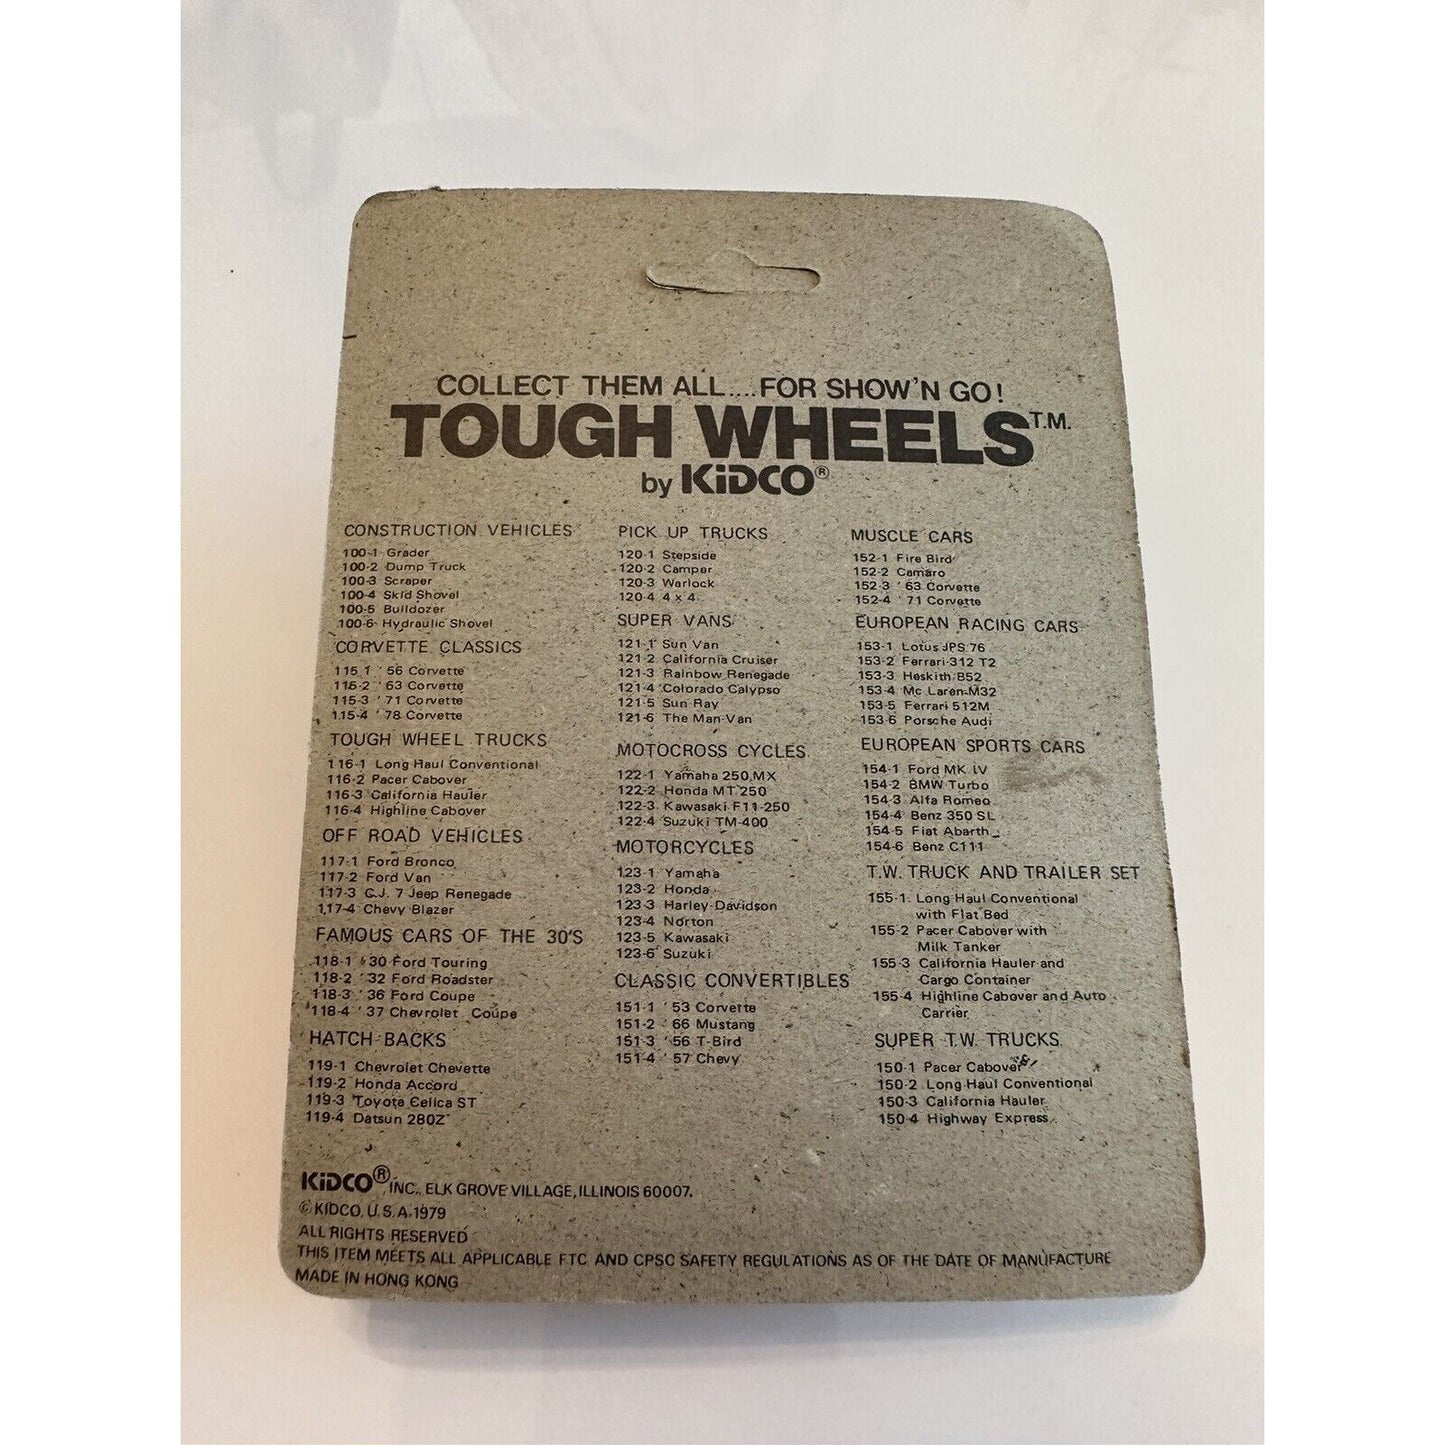 COLLECT THEM ALL....FOR SHOW'N GO!
TOUGH WHEELS T.M.
by KiDCO®
CONSTRUCTION VEHICLES
100-1 Grader
100-2 Dump Truck
100-3 Scraper
100-4 Skid Shovel
100-5 Bulldozer
100-6 Hydraulic Shovel
CORVETTE CLASSICS
115-1 '56 Corvette
115-2 '63 Corvette
115-3 '71 Corvette
115-4 '78 Corvette
TOUGH WHEEL TRUCKS
116-1 Long Haul Conventional
116-2 Pacer Cabover
116-3 California Hauler
116-4 Highline Cabover
OFF ROAD VEHICLES
117-1 Ford Bronco
117-2 Ford Van
117-3 C.J. 7 Jeep Renegade
117-4 Chevy Blazer
FAMOUS CARS OF THE 30'S
118-1 '30 Ford Touring
118-2 '32 Ford Roadster
118-3 '36 Ford Coupe
118-4 '37 Chevrolet Coupe
HATCH BACKS
119-1 Chevrolet Chevette
119-2 Honda Accord
119-3 Toyota Celica ST
119-4 Datsun 280Z
PICK UP TRUCKS
120-1 Stepside
120-2 Camper
120-3 Warlock
120-4 4 x 4
SUPER VANS
121-1 Sun Van
121-2 California Cruiser
121-3 Rainbow Renegade
121-4 Colorado Calypso
121-5 Sun Ray
121-6 The Man-Van
MOTOCROSS CYCLES
122-1 Yamaha 250 MX
122-2 Honda MT 250
122-3 Kawasaki F11-250
122-4 Suzuki TM-400
MOTORCYCLES
123-1 Yamaha
123-2 Honda
123-3 Harley-Davidson
123-4 Norton
123-5 Kawasaki
123-6 Suzuki
CLASSIC CONVERTIBLES
151-1 '53 Corvette
151-2 '66 Mustang
151-3 '56 T-Bird
151-4 '57 Chevy
MUSCLE CARS
152-1 Fire Bird
152-2 Camaro
152-3 '63 Corvette
152-4 '71 Corvette
EUROPEAN RACING CARS
153-1 Lotus JPS 76
153-2 Ferrari 312 T2
153-3 Heskith B52
153-4 Mc Laren-M32
153-5 Ferrari 512M
153-6 Porsche Audi
EUROPEAN SPORTS CARS
154-1 Ford MK IV
154-2 BMW Turbo
154-3 Alfa Romeo
154-4 Benz 350 SL
154-5 Fiat Abarth
154-6 Benz C111
T.W. TRUCK AND TRAILER SET
155-1 Long Haul Conventional
with Flat Bed
155-2 Pacer Cabover with
Milk Tanker
155-3 California Hauler and
Cargo Container
155-4 Highline Cabover and Auto
Carrier
SUPER T.W. TRUCKS
150-1 Pacer Cabover
150-2 Long Haul Conventional
150-3 California Hauler
150-4 Highway Express
KiDCO® INC., ELK GROVE VILLAGE, ILLINOIS 60007.
© KIDCO, U.S.A. 1979
ALL RIGHTS RESERVED
THIS ITEM MEETS ALL APPLICABLE FTC AND CPSC SAFETY REGULATIONS AS OF THE DATE OF MANUFACTURE
MADE IN HONG KONG